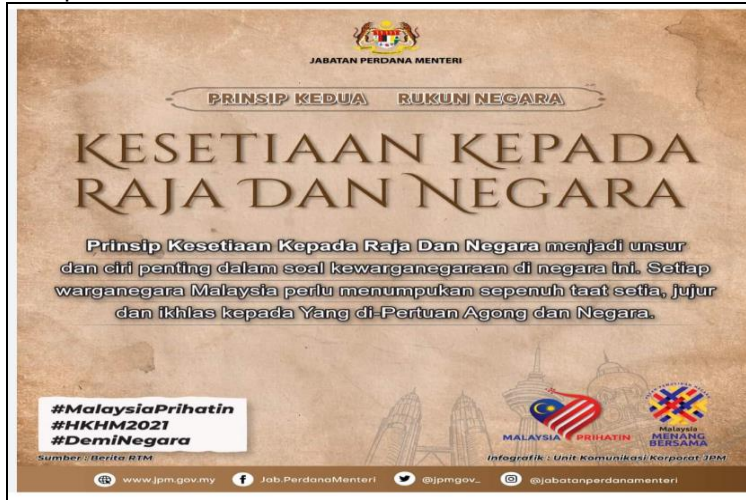 JABATAN PERDANA MENTERI
PRINSIP KEDUA RUKUN NEGARA
KESETIAAN KEPADA
RAJA DAN NEGARA
Prinsip Kesetiaan Kepada Raja Dan Negara menjadi unsur
dan ciri penting dalam soal kewarganegaraan di negara ini. Setiap
warganegara Malaysia perlu menumpukan sepenuh taat setia, jujur
dan ikhlas kepada Yang di-Pertuan Agong dan Negara.
#MalaysiaPrihatin
#HKHM2021
#DemiNegara
MALAYSIA PRIHATIN
Malaysia
MENANG
BERSAMA
Sumber : Berita RTM
Infografik : Unit Komunikasi Korporat JPM
www.jpm.gov.my Jab.PerdanaMenteri @jpmgov_ @jabatanperdanamenteri